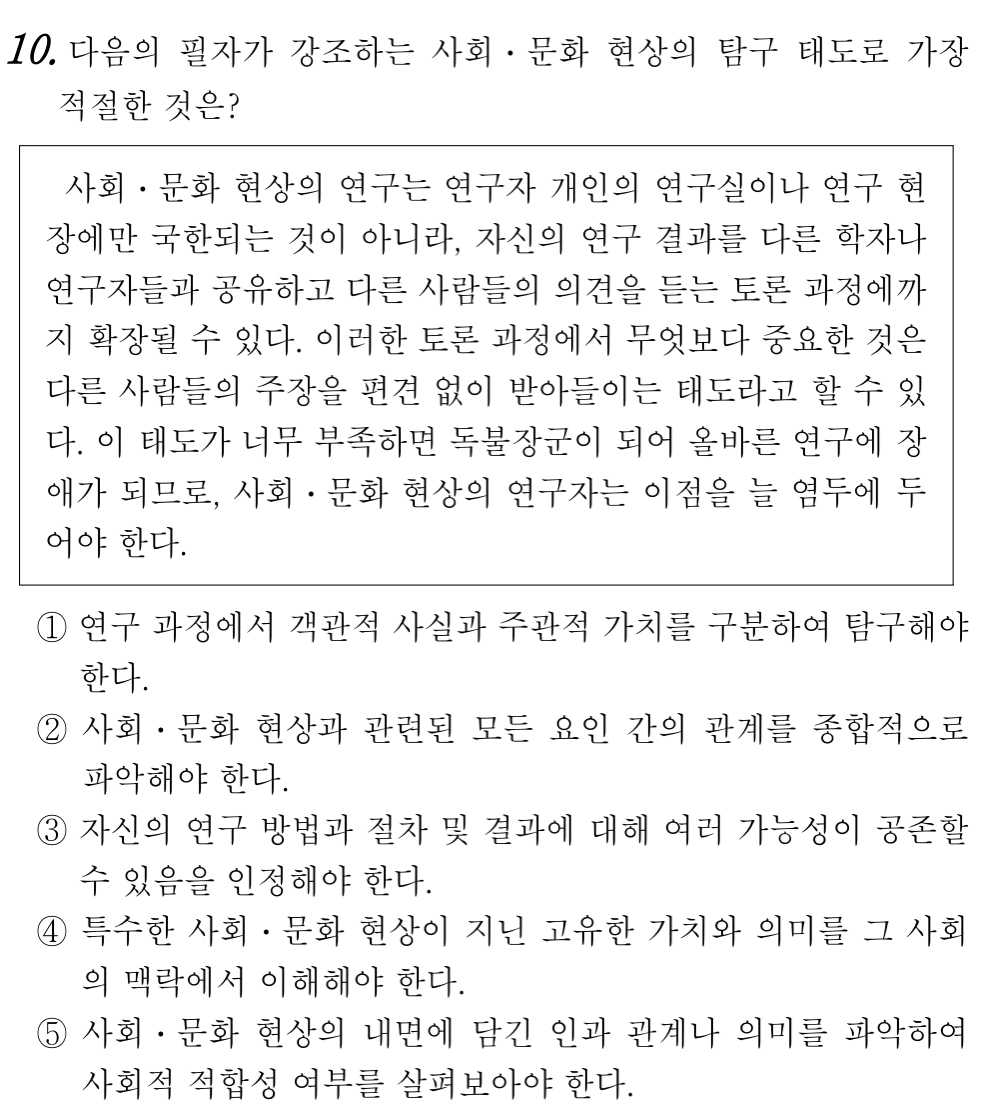 10. 다음의 필자가 강조하는 사회・문화 현상의 탐구 태도로 가장
적절한 것은?
사회・문화 현상의 연구는 연구자 개인의 연구실이나 연구 현
장에만 국한되는 것이 아니라, 자신의 연구 결과를 다른 학자나
연구자들과 공유하고 다른 사람들의 의견을 듣는 토론 과정에까
지 확장될 수 있다. 이러한 토론 과정에서 무엇보다 중요한 것은
다른 사람들의 주장을 편견 없이 받아들이는 태도라고 할 수 있
다. 이 태도가 너무 부족하면 독불장군이 되어 올바른 연구에 장
애가 되므로, 사회・문화 현상의 연구자는 이점을 늘 염두에 두
어야 한다.
① 연구 과정에서 객관적 사실과 주관적 가치를 구분하여 탐구해야
한다.
② 사회・문화 현상과 관련된 모든 요인 간의 관계를 종합적으로
파악해야 한다.
③ 자신의 연구 방법과 절차 및 결과에 대해 여러 가능성이 공존할
수 있음을 인정해야 한다.
④ 특수한 사회・문화 현상이 지닌 고유한 가치와 의미를 그 사회
의 맥락에서 이해해야 한다.
⑤ 사회・문화 현상의 내면에 담긴 인과 관계나 의미를 파악하여
사회적 적합성 여부를 살펴보아야 한다.